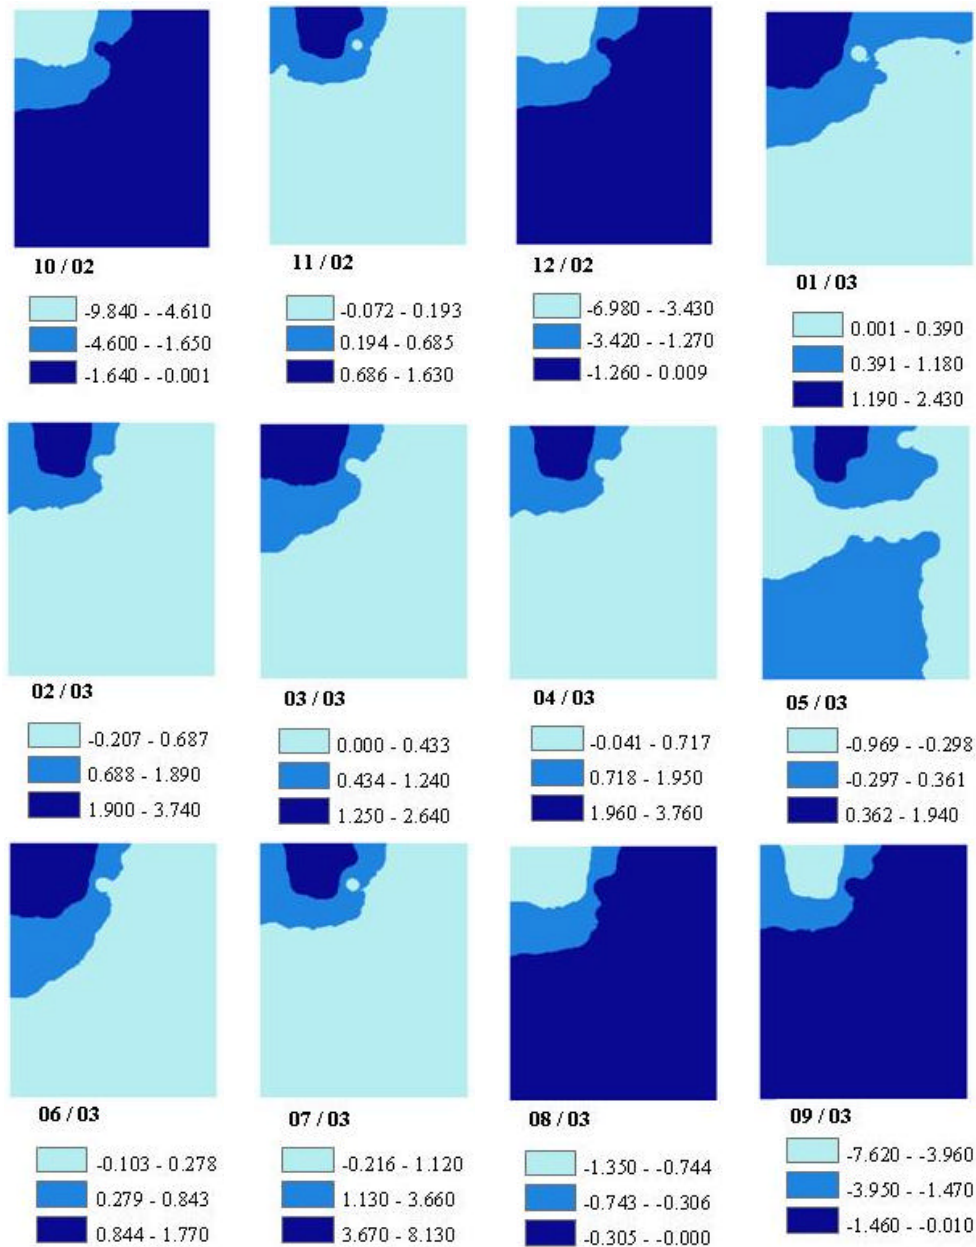 10 / 02
-9.840 - -4.610
-4.600 - -1.650
-1.640 - -0.001
11 / 02
-0.072 - 0.193
0.194 - 0.685
0.686 - 1.630
12 / 02
-6.980 - -3.430
-3.420 - -1.270
-1.260 - 0.009
01 / 03
0.001 - 0.390
0.391 - 1.180
1.190 - 2.430
02 / 03
-0.207 - 0.687
0.688 - 1.890
1.900 - 3.740
03 / 03
0.000 - 0.433
0.434 - 1.240
1.250 - 2.640
04 / 03
-0.041 - 0.717
0.718 - 1.950
1.960 - 3.760
05 / 03
-0.969 - -0.298
-0.297 - 0.361
0.362 - 1.940
06 / 03
-0.103 - 0.278
0.279 - 0.843
0.844 - 1.770
07 / 03
-0.216 - 1.120
1.130 - 3.660
3.670 - 8.130
08 / 03
-1.350 - -0.744
-0.743 - -0.306
-0.305 - -0.000
09 / 03
-7.620 - -3.960
-3.950 - -1.470
-1.460 - -0.010